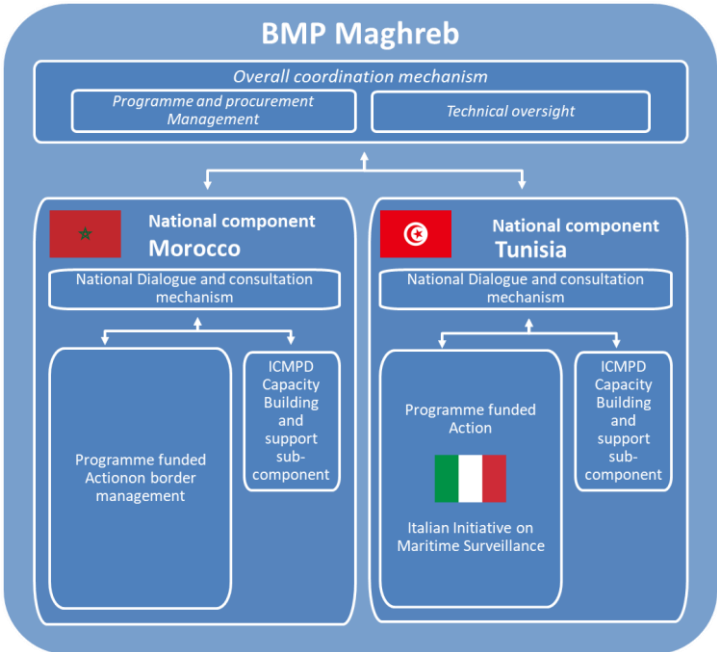 BMP Maghreb
Overall coordination mechanism
Programme and procurement
Management
Technical oversight
National component
Morocco
National Dialogue and consultation
mechanism
Programme funded
Actionon border
management
ICMPD
Capacity
Building
and
support
sub-
component
National component
Tunisia
National Dialogue and consultation
mechanism
Programme funded
Action
Italian Initiative on
Maritime Surveillance
ICMPD
Capacity
Building
and
support
sub-
component